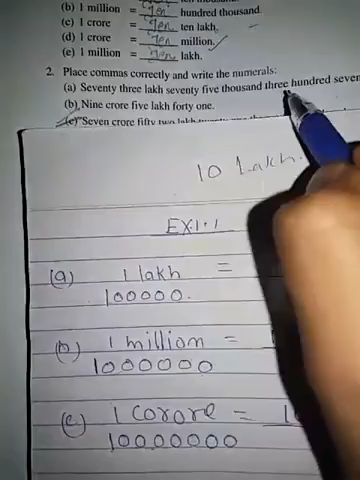 (b) 1 million = Ten hundred thousand.
(c) 1 crore = Ten ten lakh.
(d) 1 crore = Ten million.
(e) 1 million = Ten lakh.
2. Place commas correctly and write the numerals:
(a) Seventy three lakh seventy five thousand three hundred seven
(b) Nine crore five lakh forty one.
(c) Seven crore fifty two lakh
10 Lakh.
EX.1.1
(a) 1 lakh =
100000.
(b) 1 million =
1000000
(c) 1 corore = 1
10000000